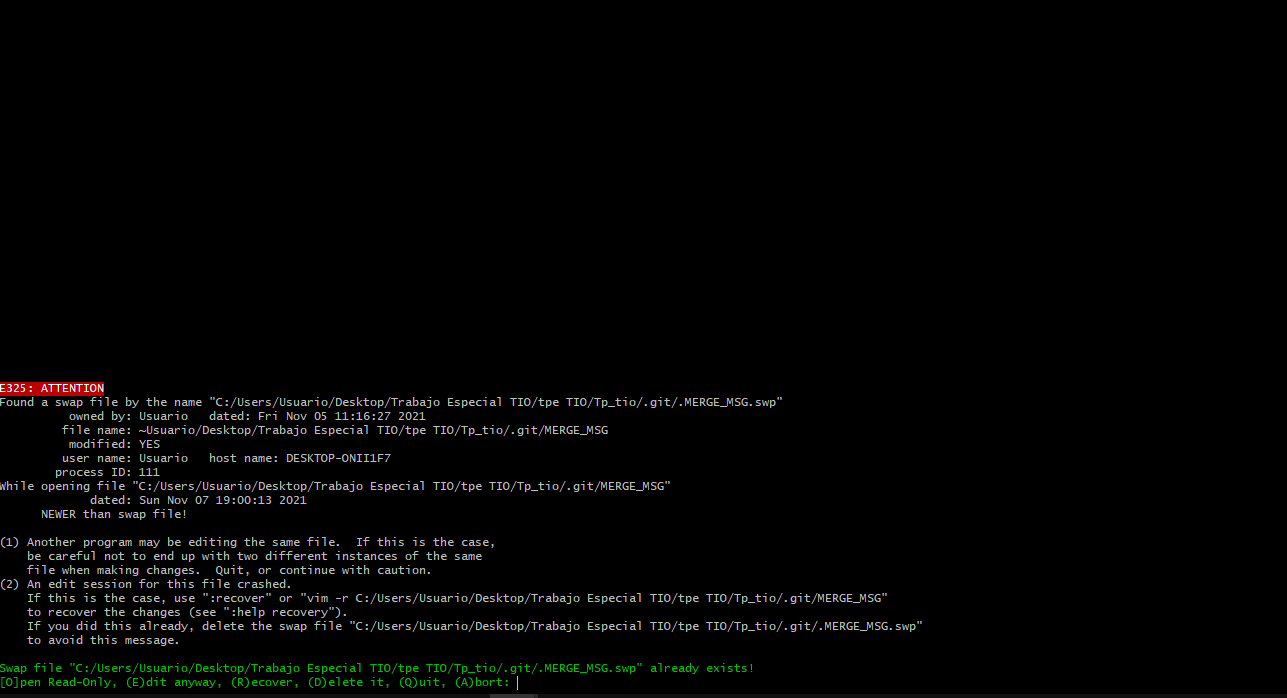 E325: ATTENTION
Found a swap file by the name "C:/Users/Usuario/Desktop/Trabajo Especial TIO/tpe TIO/Tp_tio/.git/.MERGE_MSG.swp"
owned by: Usuario   dated: Fri Nov 05 11:16:27 2021
file name: ~Usuario/Desktop/Trabajo Especial TIO/tpe TIO/Tp_tio/.git/MERGE_MSG
modified: YES
user name: Usuario   host name: DESKTOP-ONII1F7
process ID: 111
While opening file "C:/Users/Usuario/Desktop/Trabajo Especial TIO/tpe TIO/Tp_tio/.git/MERGE_MSG"
dated: Sun Nov 07 19:00:13 2021
NEWER than swap file!
(1) Another program may be editing the same file.  If this is the case,
be careful not to end up with two different instances of the same
file when making changes.  Quit, or continue with caution.
(2) An edit session for this file crashed.
If this is the case, use ":recover" or "vim -r C:/Users/Usuario/Desktop/Trabajo Especial TIO/tpe TIO/Tp_tio/.git/MERGE_MSG"
to recover the changes (see ":help recovery").
If you did this already, delete the swap file "C:/Users/Usuario/Desktop/Trabajo Especial TIO/tpe TIO/Tp_tio/.git/.MERGE_MSG.swp"
to avoid this message.
Swap file "C:/Users/Usuario/Desktop/Trabajo Especial TIO/tpe TIO/Tp_tio/.git/.MERGE_MSG.swp" already exists!
[O]pen Read-Only, (E)dit anyway, (R)ecover, (D)elete it, (Q)uit, (A)bort: